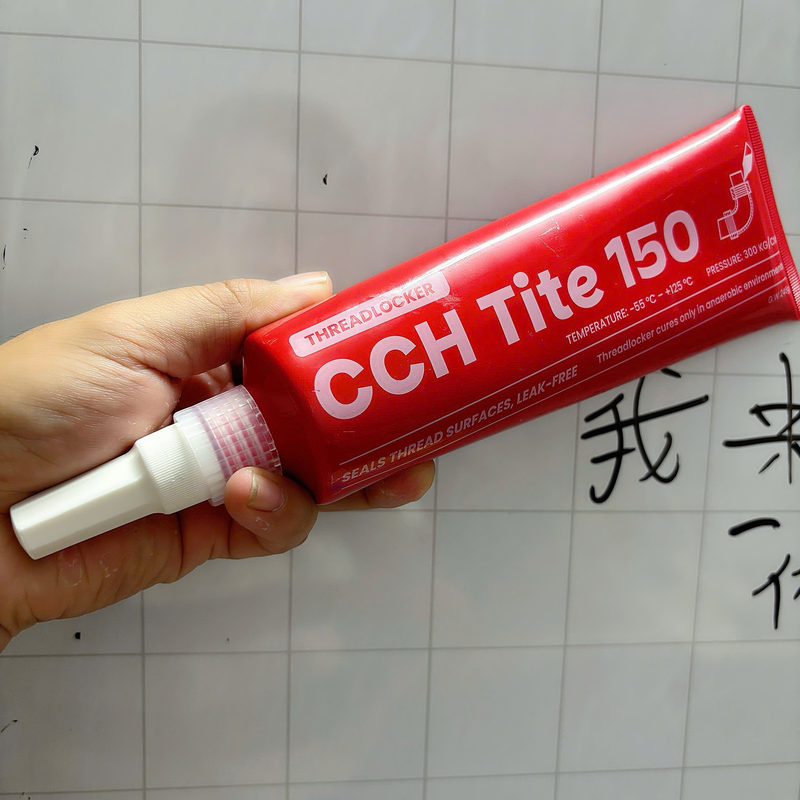 THREADLOCKER
CCH Tite 150
TEMPERATURE: -55 °C ~ +125 °C
PRESSURE: 300 KG/
Threadlocker cures only in anaerobic environment
SEALS THREAD SURFACES, LEAK-FREE
我 来
一